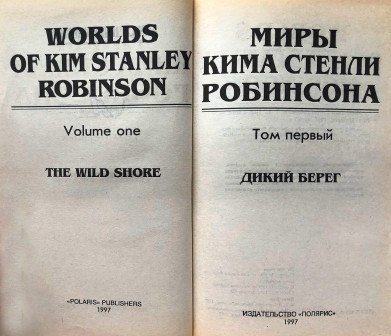 WORLDS
OF KIM STANLEY
ROBINSON
Volume one
THE WILD SHORE
«POLARIS» PUBLISHERS
1997
МИРЫ
КИМА СТЕНЛИ
РОБИНСОНА
Том первый
ДИКИЙ БЕРЕГ
ИЗДАТЕЛЬСТВО «ПОЛЯРИС»
1997